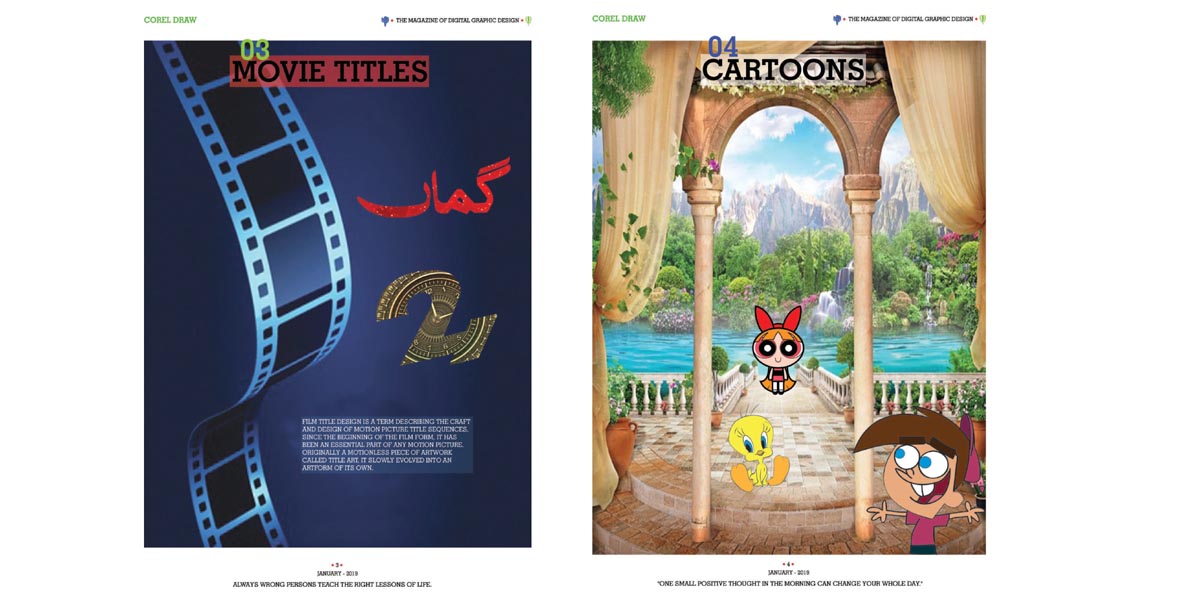 COREL DRAW
• THE MAGAZINE OF DIGITAL GRAPHIC DESIGN •
03
MOVIE TITLES
گماں
2
FILM TITLE DESIGN IS A TERM DESCRIBING THE CRAFT
AND DESIGN OF MOTION PICTURE TITLE SEQUENCES.
SINCE THE BEGINNING OF THE FILM FORM, IT HAS
BEEN AN ESSENTIAL PART OF ANY MOTION PICTURE.
ORIGINALLY A MOTIONLESS PIECE OF ARTWORK
CALLED TITLE ART. IT SLOWLY EVOLVED INTO AN
ARTFORM OF ITS OWN.
• 3 •
JANUARY - 2019
ALWAYS WRONG PERSONS TEACH THE RIGHT LESSONS OF LIFE.
COREL DRAW
• THE MAGAZINE OF DIGITAL GRAPHIC DESIGN •
04
CARTOONS
• 4 •
JANUARY - 2019
"ONE SMALL POSITIVE THOUGHT IN THE MORNING CAN CHANGE YOUR WHOLE DAY."